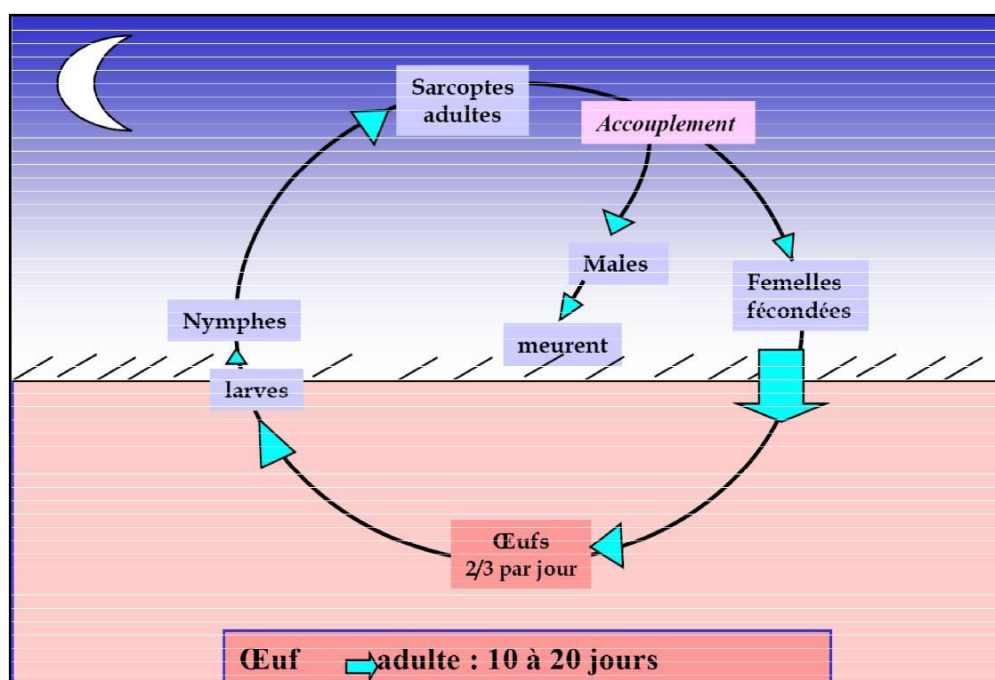 Sarcoptes
adultes
Accouplement
Males
Femelles
fécondées
Nymphes
meurent
larves
Œufs
2/3 par jour
Œuf adulte : 10 à 20 jours